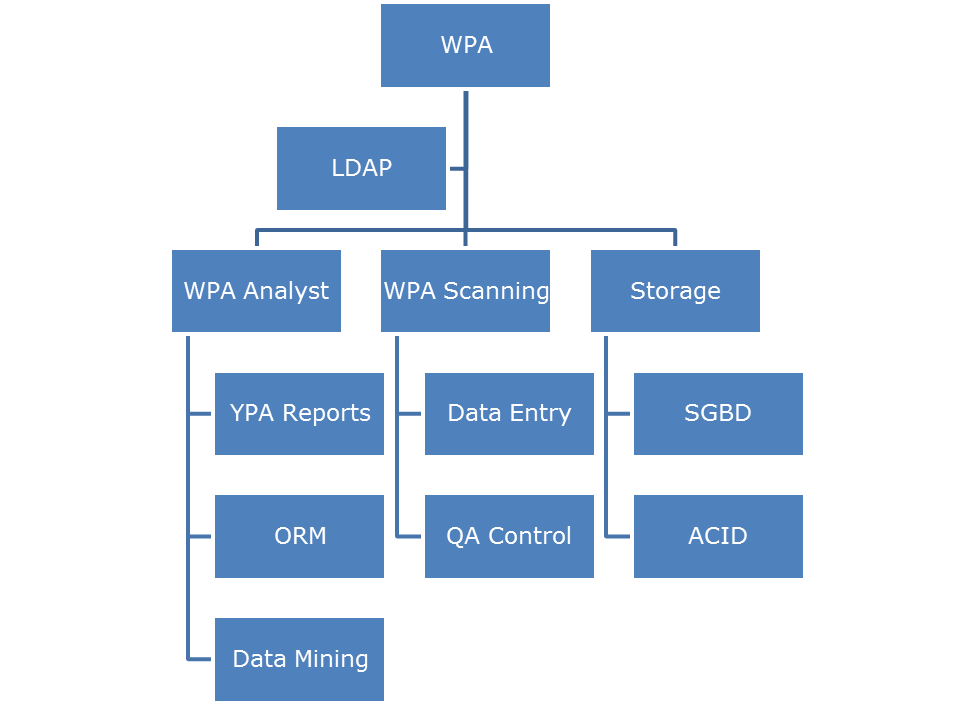 WPA
LDAP
WPA Analyst
WPA Scanning
Storage
YPA Reports
Data Entry
SGBD
ORM
QA Control
ACID
Data Mining